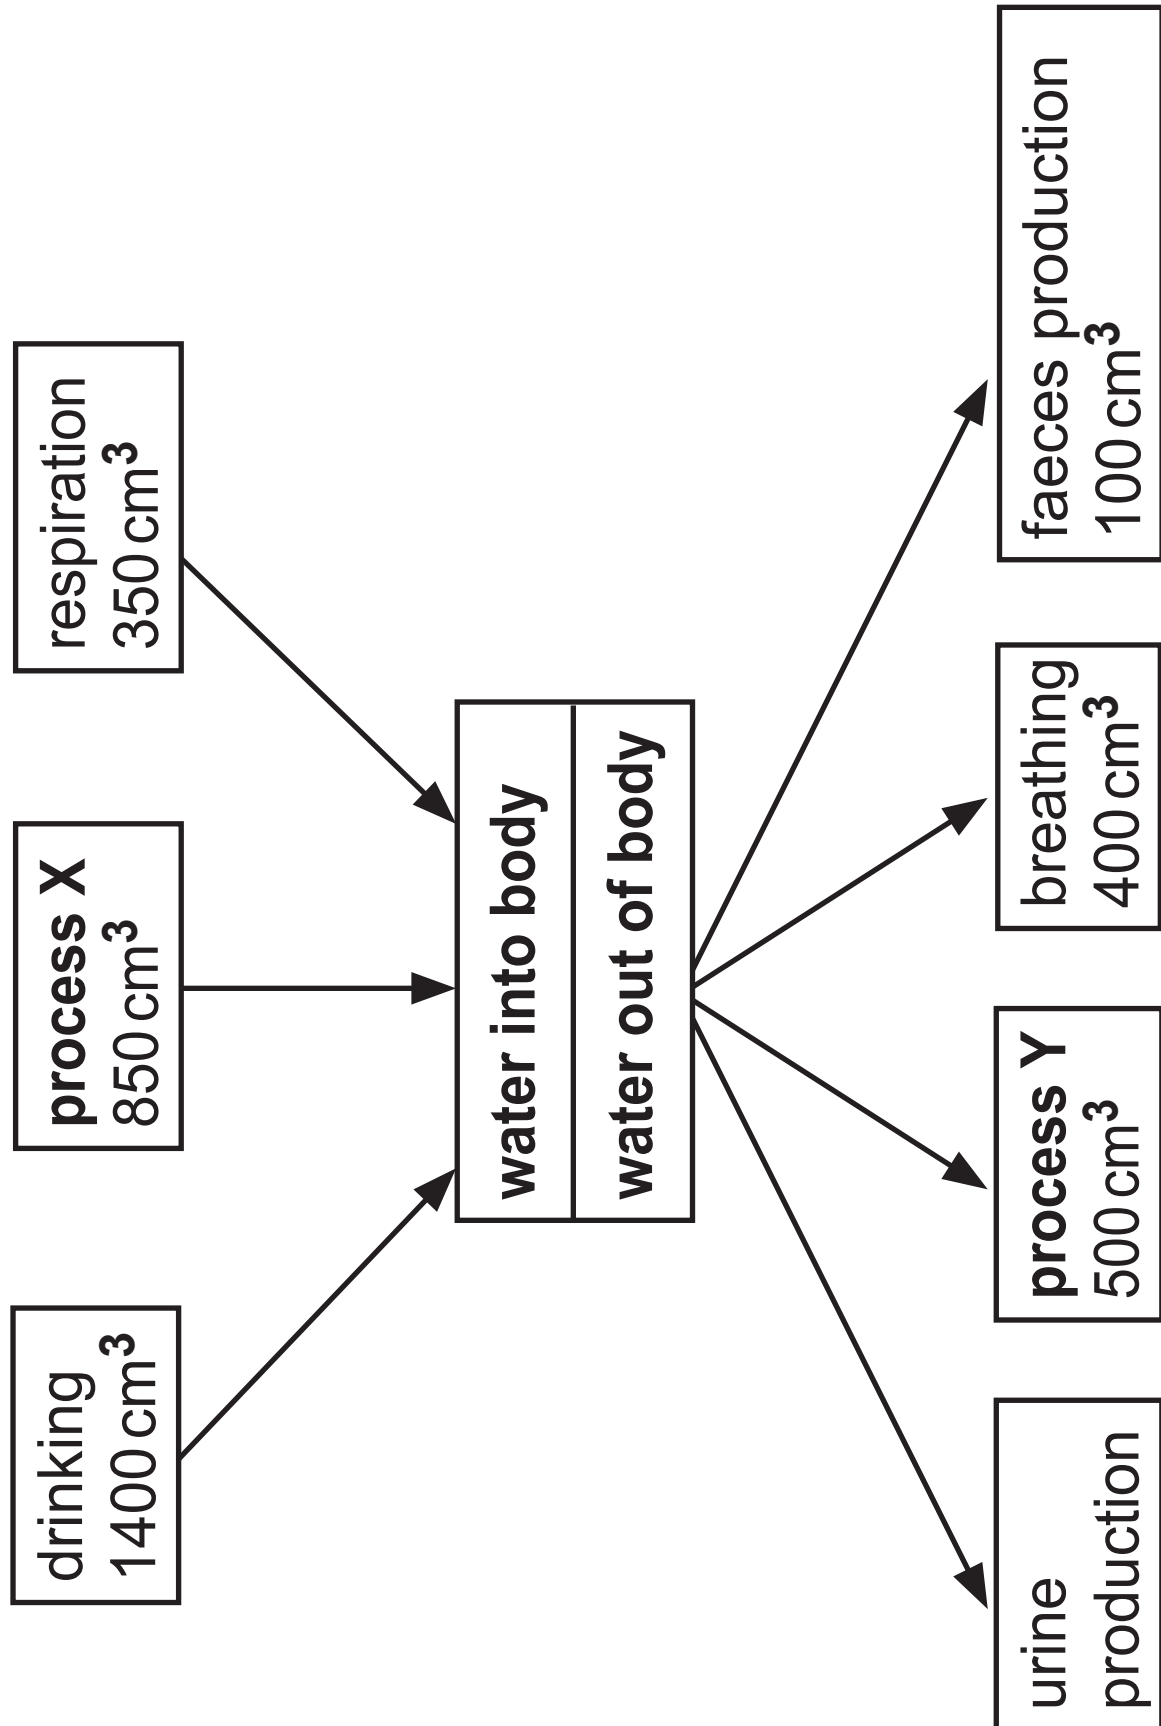 drinking
1400 cm³
process X
850 cm³
respiration
350 cm³
water into body
water out of body
urine
production
process Y
500 cm³
breathing
400 cm³
faeces production
100 cm³